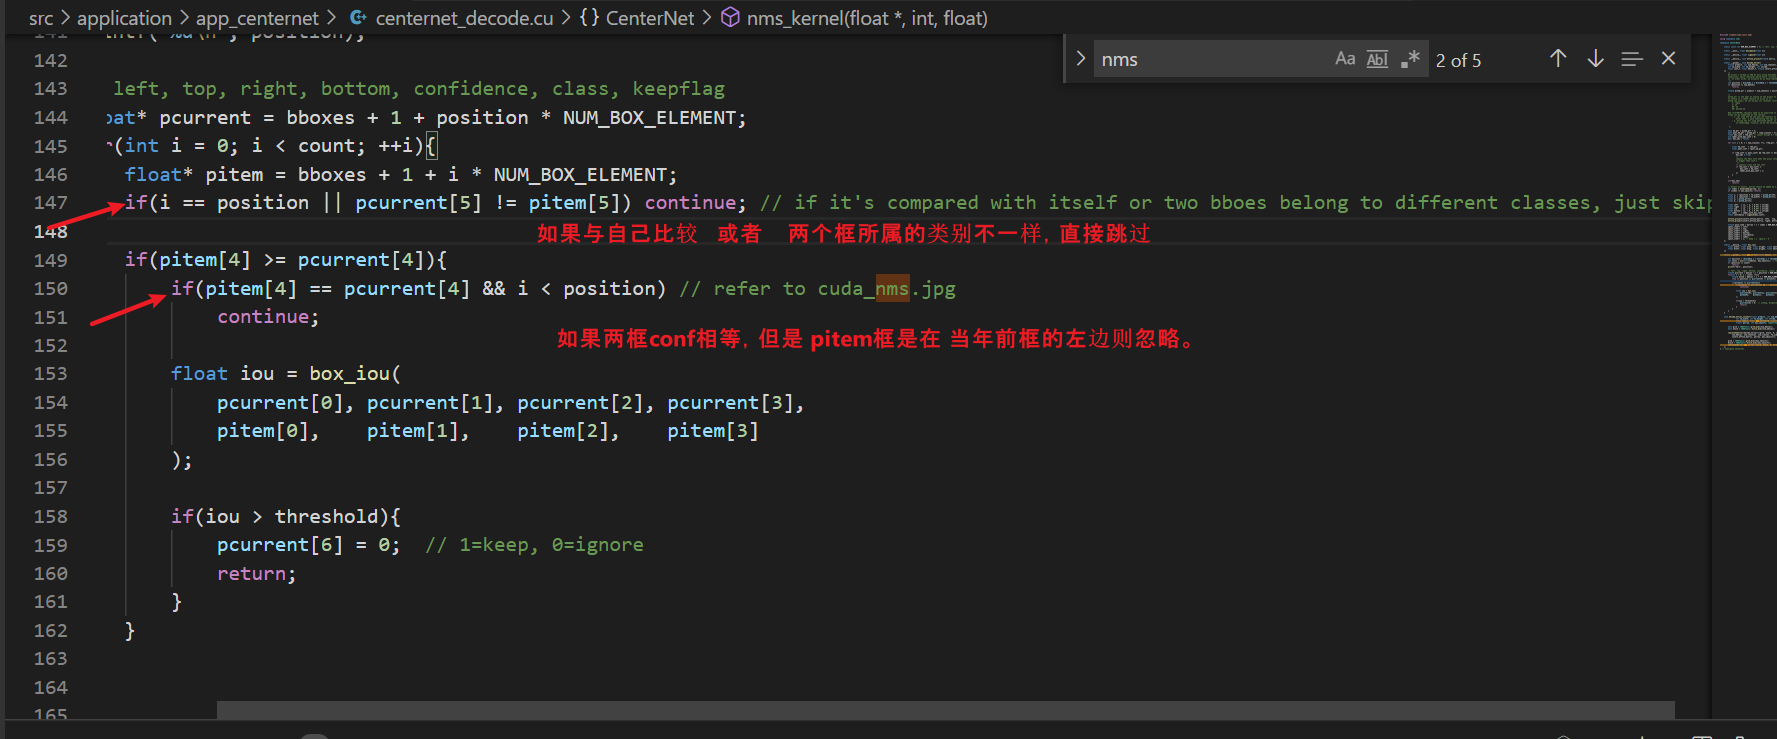 src > application > app_centernet > centernet_decode.cu > {} CenterNet > nms_kernel(float *, int, float)
nms Aa Abl .* 2 of 5
141 intf("%d\n", position);
142
143 left, top, right, bottom, confidence, class, keepflag
144 oat* pcurrent = bboxes + 1 + position * NUM_BOX_ELEMENT;
145 r(int i = 0; i < count; ++i){
146 float* pitem = bboxes + 1 + i * NUM_BOX_ELEMENT;
147 if(i == position || pcurrent[5] != pitem[5]) continue; // if it's compared with itself or two bboes belong to different classes, just skip
148
如果与自己比较 或者 两个框所属的类别不一样, 直接跳过
149 if(pitem[4] >= pcurrent[4]){
150 if(pitem[4] == pcurrent[4] && i < position) // refer to cuda_nms.jpg
151 continue;
如果两框conf相等, 但是 pitem框是在 当年前框的左边则忽略。
152
153 float iou = box_iou(
154 pcurrent[0], pcurrent[1], pcurrent[2], pcurrent[3],
155 pitem[0], pitem[1], pitem[2], pitem[3]
156 );
157
158 if(iou > threshold){
159 pcurrent[6] = 0; // 1=keep, 0=ignore
160 return;
161 }
162 }
163
164
165